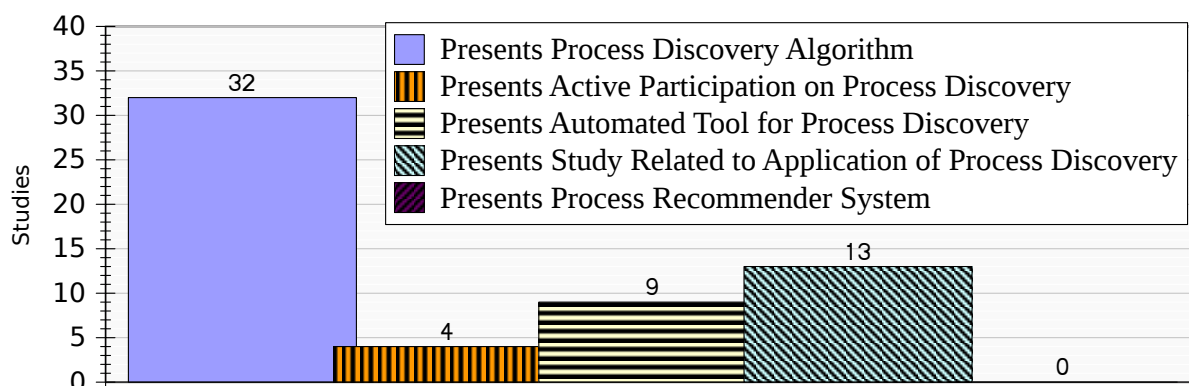 40
35
30
25
20
15
10
5
0
Studies
32
4
9
13
0
Presents Process Discovery Algorithm
Presents Active Participation on Process Discovery
Presents Automated Tool for Process Discovery
Presents Study Related to Application of Process Discovery
Presents Process Recommender System